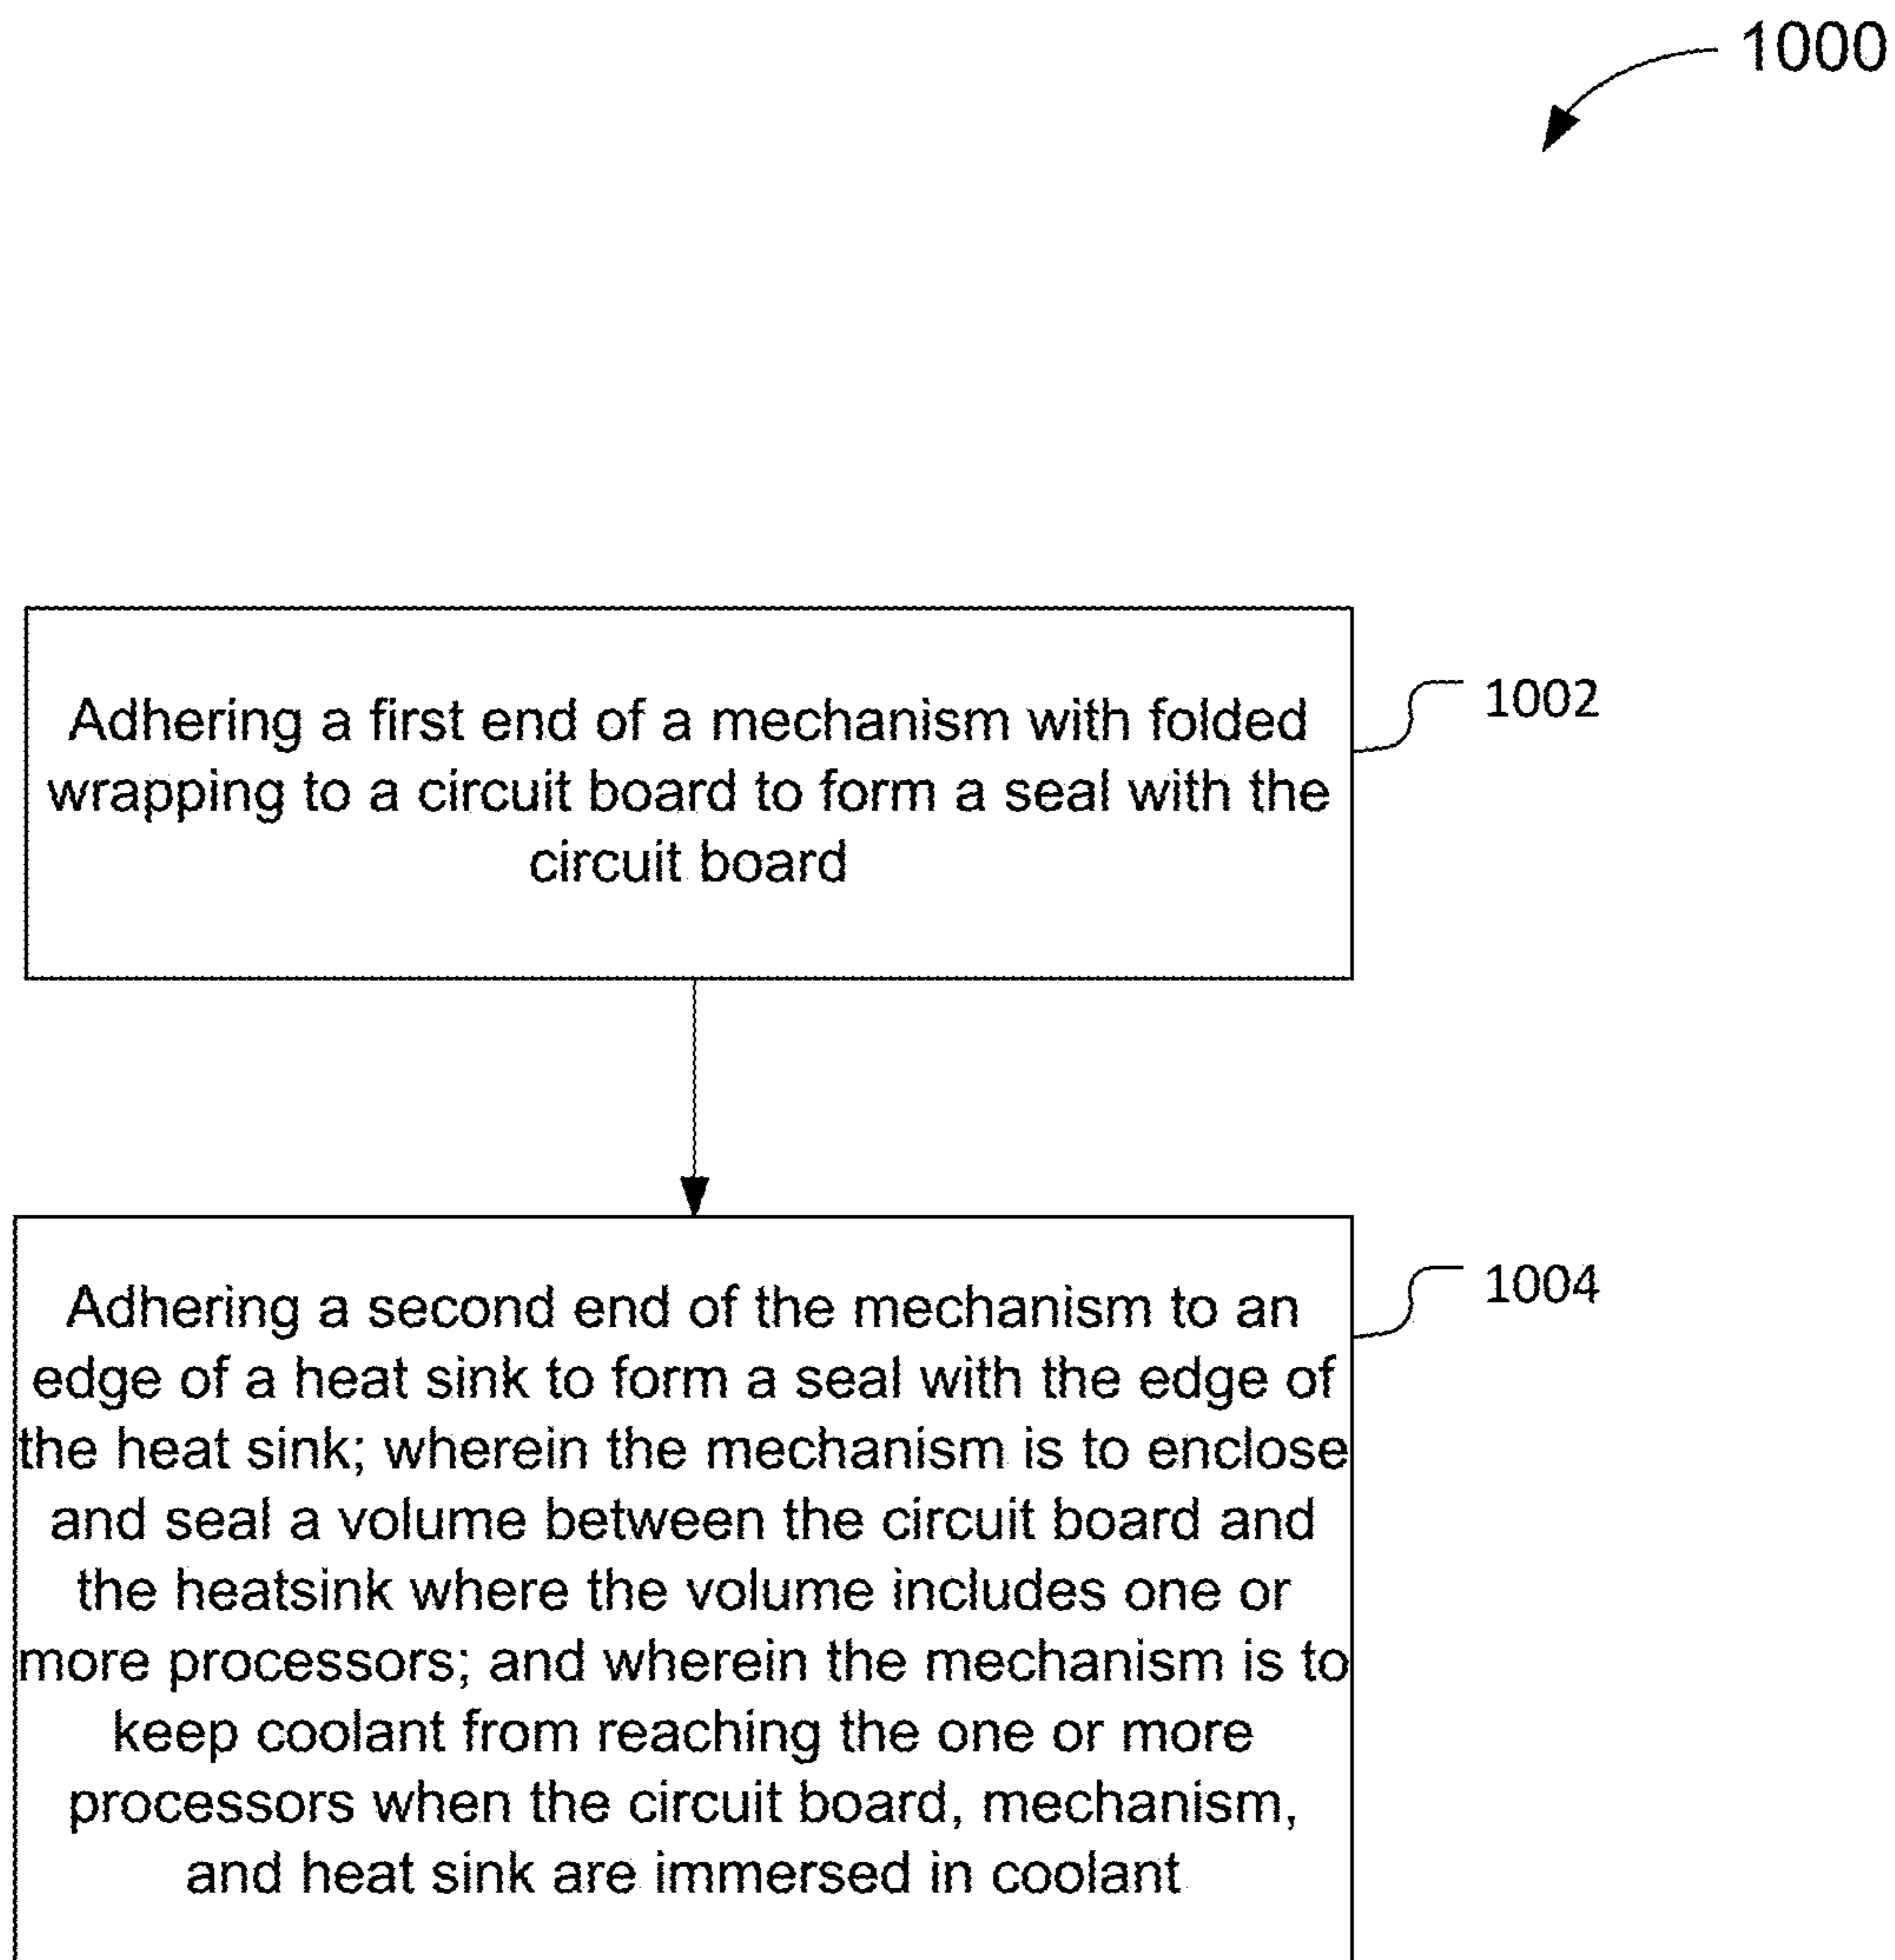 1000
Adhering a first end of a mechanism with folded
wrapping to a circuit board to form a seal with the
circuit board
1002
Adhering a second end of the mechanism to an
edge of a heat sink to form a seal with the edge of
the heat sink; wherein the mechanism is to enclose
and seal a volume between the circuit board and
the heatsink where the volume includes one or
more processors; and wherein the mechanism is to
keep coolant from reaching the one or more
processors when the circuit board, mechanism,
and heat sink are immersed in coolant
1004